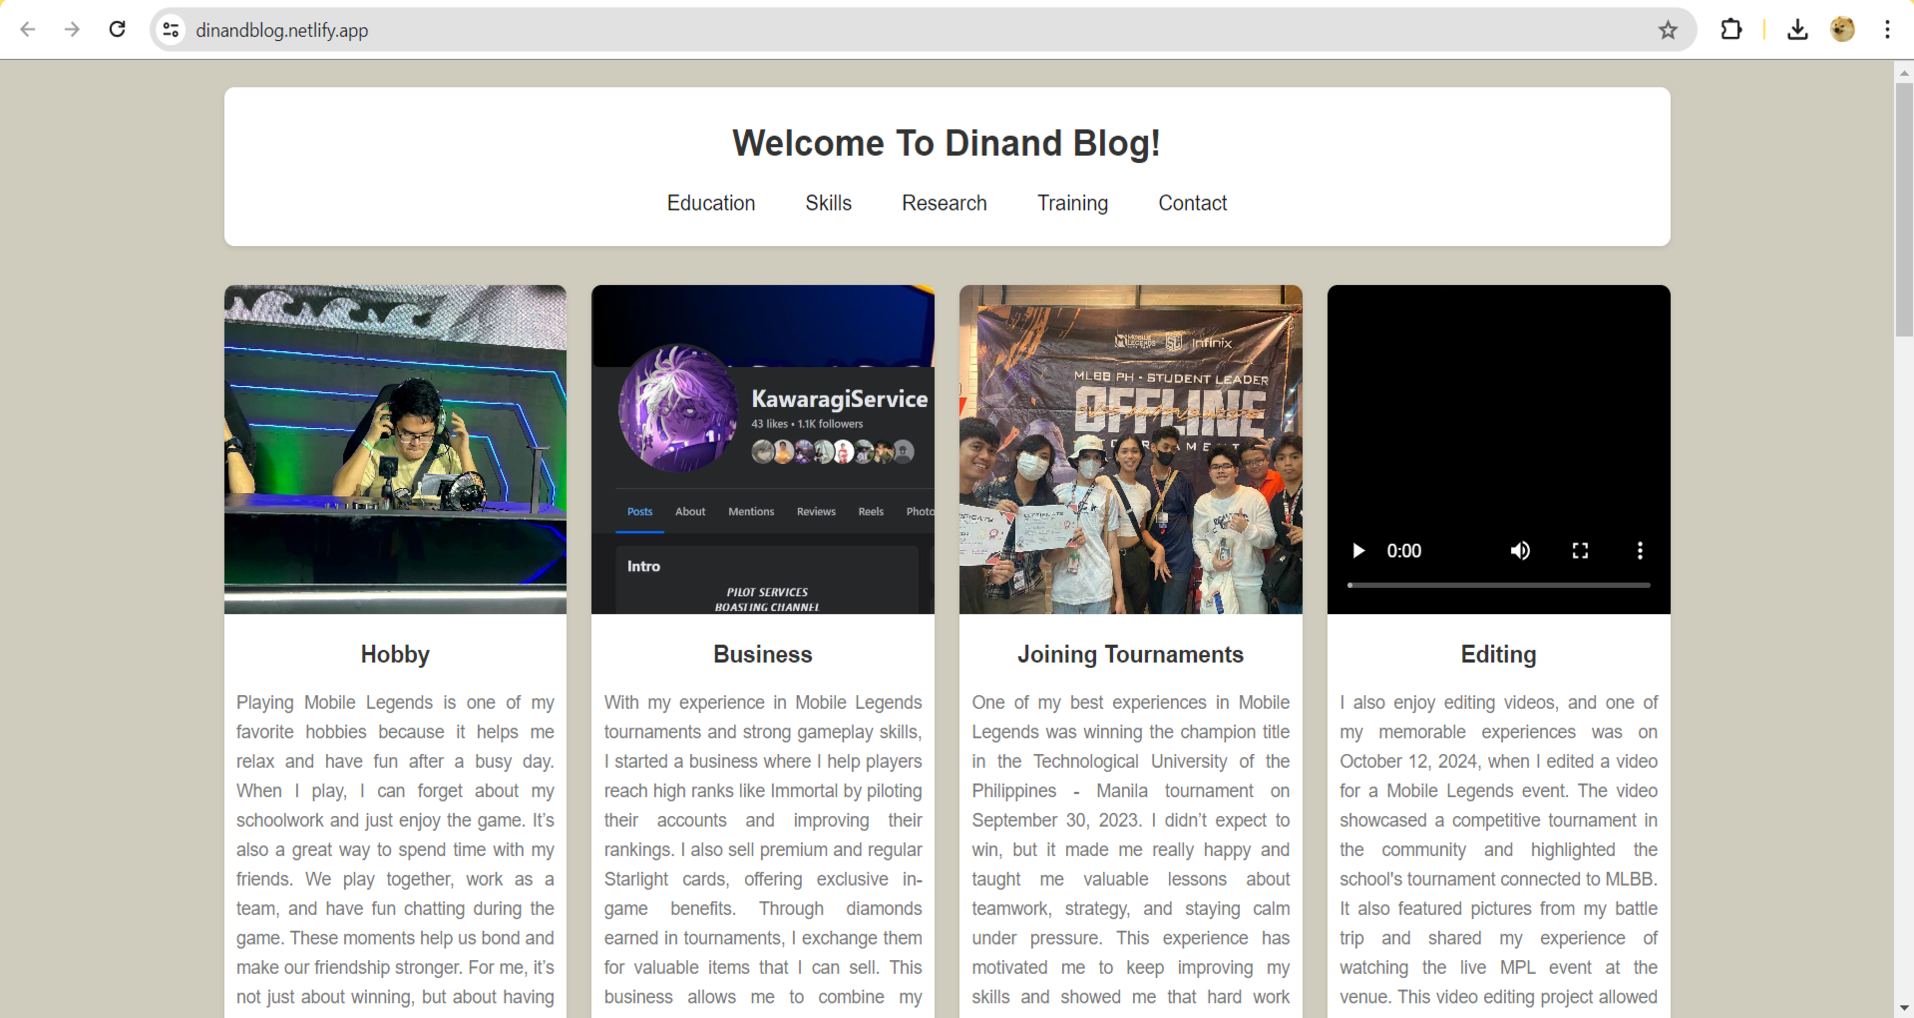 dinandblog.netlify.app
Welcome To Dinand Blog!
Education Skills Research Training Contact
KawaragiService
43 likes • 1.1K followers
Posts About Mentions Reviews Reels Photo
Intro
PILOT SERVICES
BOASTING CHANNEL
MOBILE
LEGENDS
Infinix
MLBB PH - STUDENT LEADER
OFFLINE
0:00
Hobby
Playing Mobile Legends is one of my
favorite hobbies because it helps me
relax and have fun after a busy day.
When I play, I can forget about my
schoolwork and just enjoy the game. It’s
also a great way to spend time with my
friends. We play together, work as a
team, and have fun chatting during the
game. These moments help us bond and
make our friendship stronger. For me, it’s
not just about winning, but about having
Business
With my experience in Mobile Legends
tournaments and strong gameplay skills,
I started a business where I help players
reach high ranks like Immortal by piloting
their accounts and improving their
rankings. I also sell premium and regular
Starlight cards, offering exclusive in-
game benefits. Through diamonds
earned in tournaments, I exchange them
for valuable items that I can sell. This
business allows me to combine my
Joining Tournaments
One of my best experiences in Mobile
Legends was winning the champion title
in the Technological University of the
Philippines - Manila tournament on
September 30, 2023. I didn’t expect to
win, but it made me really happy and
taught me valuable lessons about
teamwork, strategy, and staying calm
under pressure. This experience has
motivated me to keep improving my
skills and showed me that hard work
Editing
I also enjoy editing videos, and one of
my memorable experiences was on
October 12, 2024, when I edited a video
for a Mobile Legends event. The video
showcased a competitive tournament in
the community and highlighted the
school's tournament connected to MLBB.
It also featured pictures from my battle
trip and shared my experience of
watching the live MPL event at the
venue. This video editing project allowed